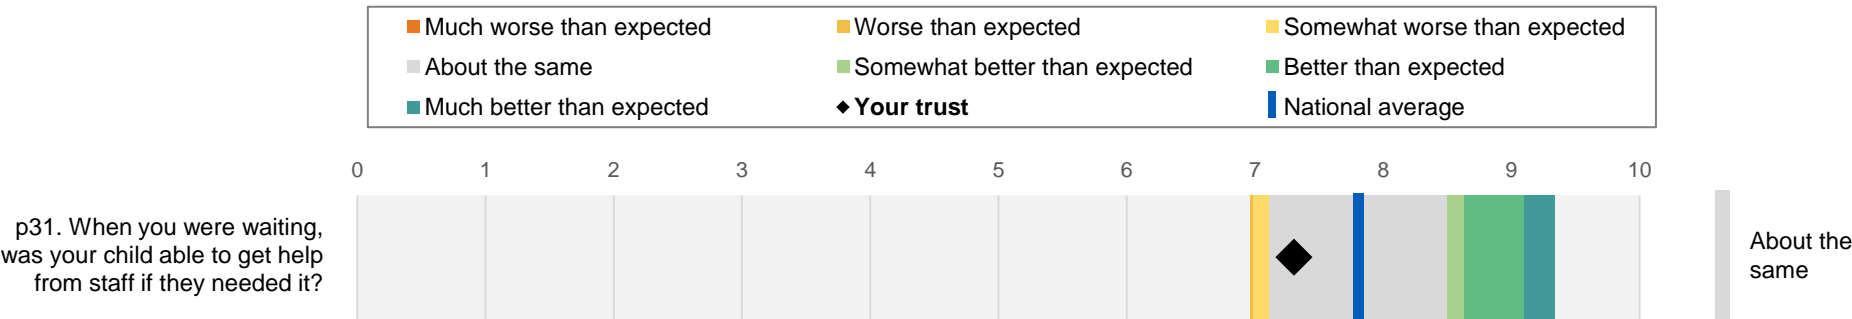 Much worse than expected
Worse than expected
Somewhat worse than expected
About the same
Somewhat better than expected
Better than expected
Much better than expected
Your trust
National average
0 1 2 3 4 5 6 7 8 9 10
p31. When you were waiting,
was your child able to get help
from staff if they needed it?
About the
same